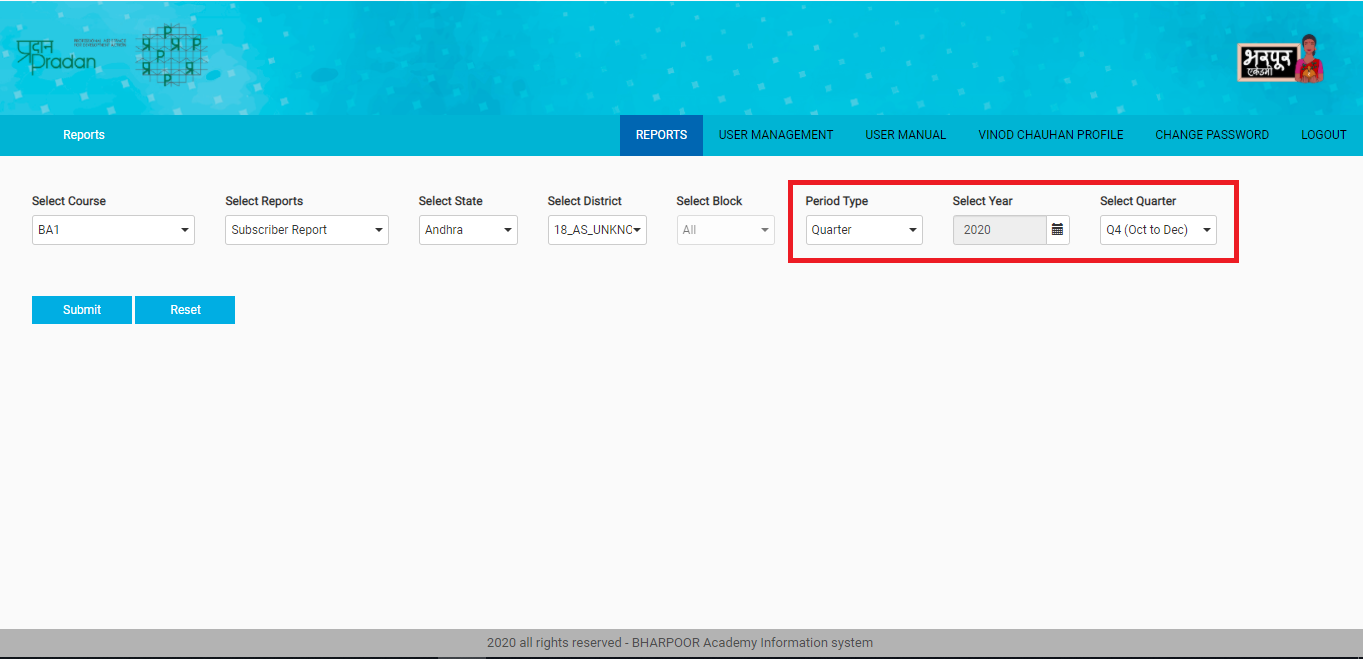 प्रदान
Pradan
P
प्र P प्र P
प्र P प्र
P
भरपूर
एकेडमी
Reports
REPORTS
USER MANAGEMENT
USER MANUAL
VINOD CHAUHAN PROFILE
CHANGE PASSWORD
LOGOUT
Select Course
Select Reports
Select State
Select District
Select Block
Period Type
Select Year
Select Quarter
BA1
Subscriber Report
Andhra
18_AS_UNKNO
All
Quarter
2020
Q4 (Oct to Dec)
Submit
Reset
2020 all rights reserved - BHARPOOR Academy Information system